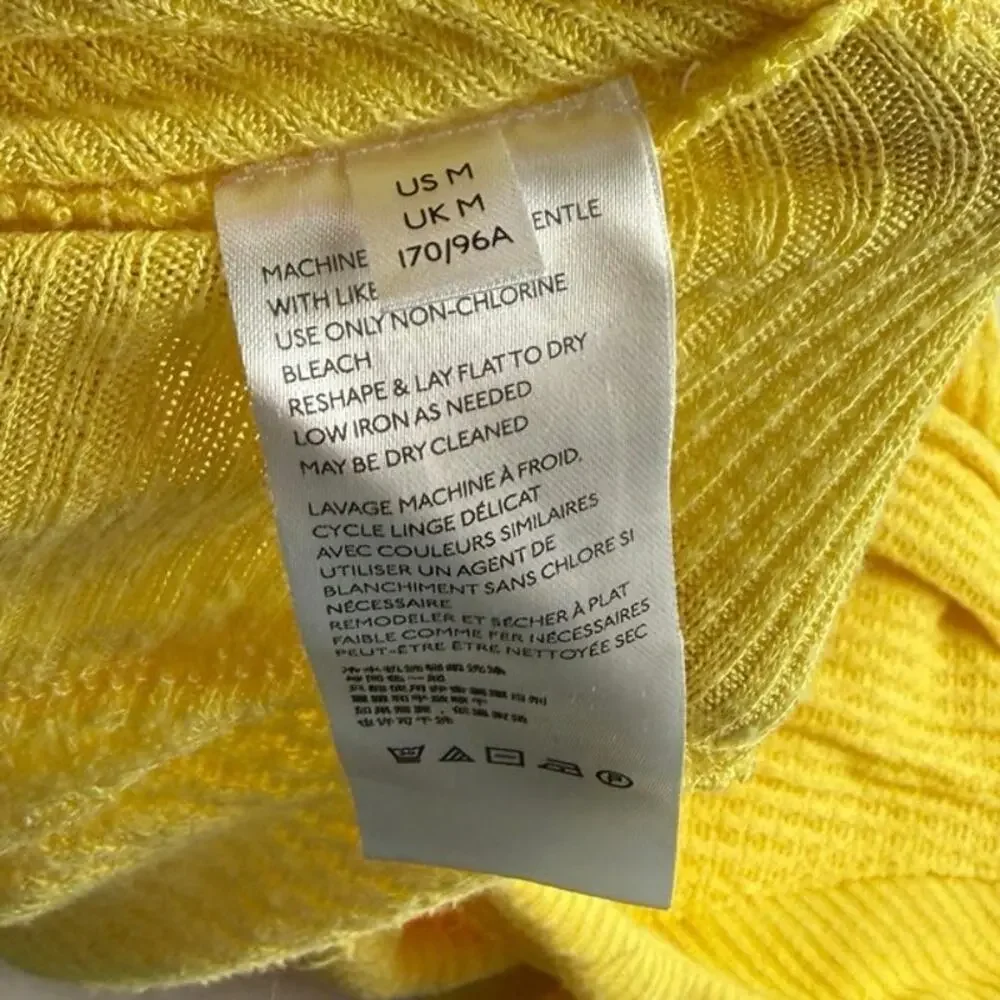 US M
UK M
170/96A
MACHINE ENTLE
WITH LIKE
USE ONLY NON-CHLORINE
BLEACH
RESHAPE & LAY FLAT TO DRY
LOW IRON AS NEEDED
MAY BE DRY CLEANED
LAVAGE MACHINE À FROID,
CYCLE LINGE DÉLICAT
AVEC COULEURS SIMILAIRES
UTILISER UN AGENT DE
BLANCHIMENT SANS CHLORE SI
NÉCESSAIRE
REMODELER ET SÉCHER À PLAT
FAIBLE COMME FER NÉCESSAIRES
PEUT-ÊTRE ÊTRE NETTOYÉE SEC
P